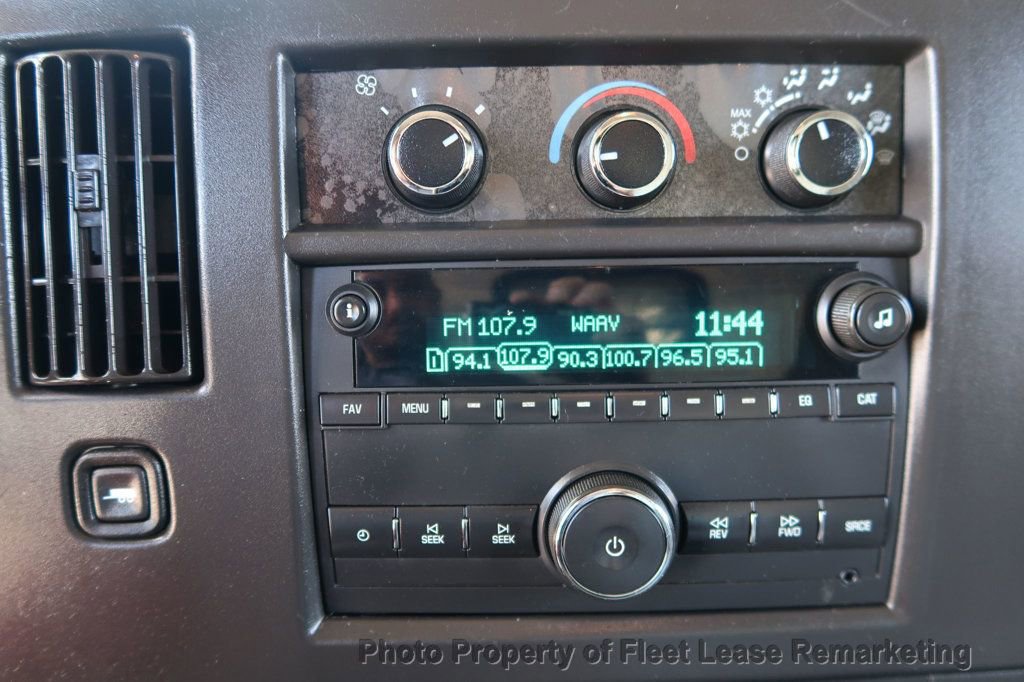 MAX
i
FM 107.9 WAAV 11:44
1 94.1 107.9 90.3 100.7 96.5 95.1
FAV MENU EQ CAT
SEEK SEEK REV FWD SRCE
Photo Property of Fleet Lease Remarketing